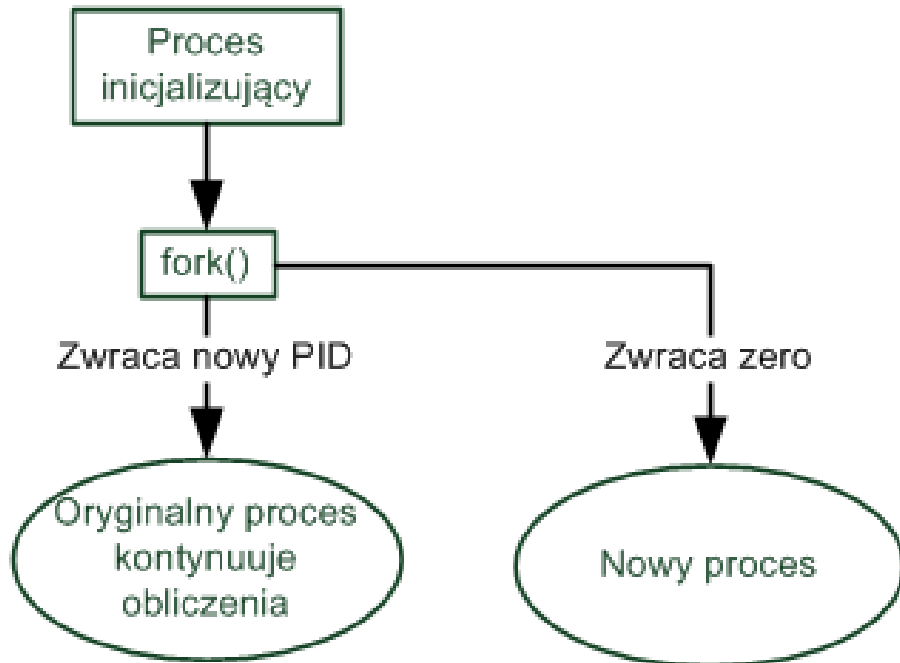 Proces
inicjalizujący
fork()
Zwraca nowy PID
Zwraca zero
Oryginalny proces
kontynuuje
obliczenia
Nowy proces